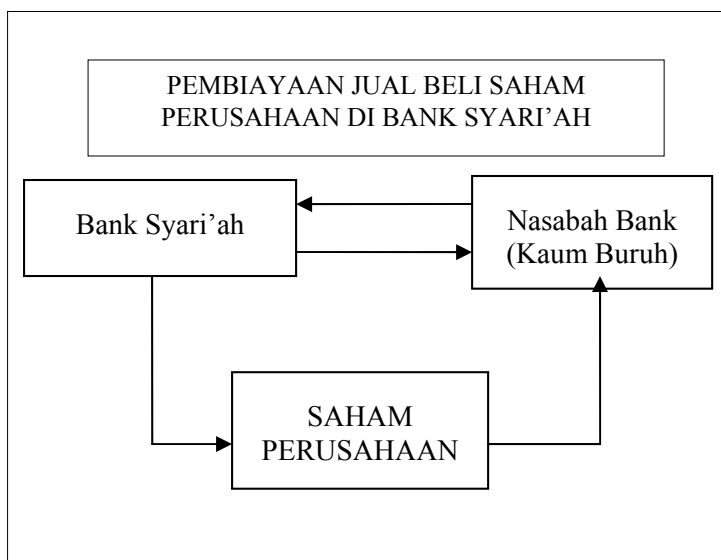 PEMBIAYAAN JUAL BELI SAHAM
PERUSAHAAN DI BANK SYARI’AH
Bank Syari’ah
Nasabah Bank
(Kaum Buruh)
SAHAM
PERUSAHAAN